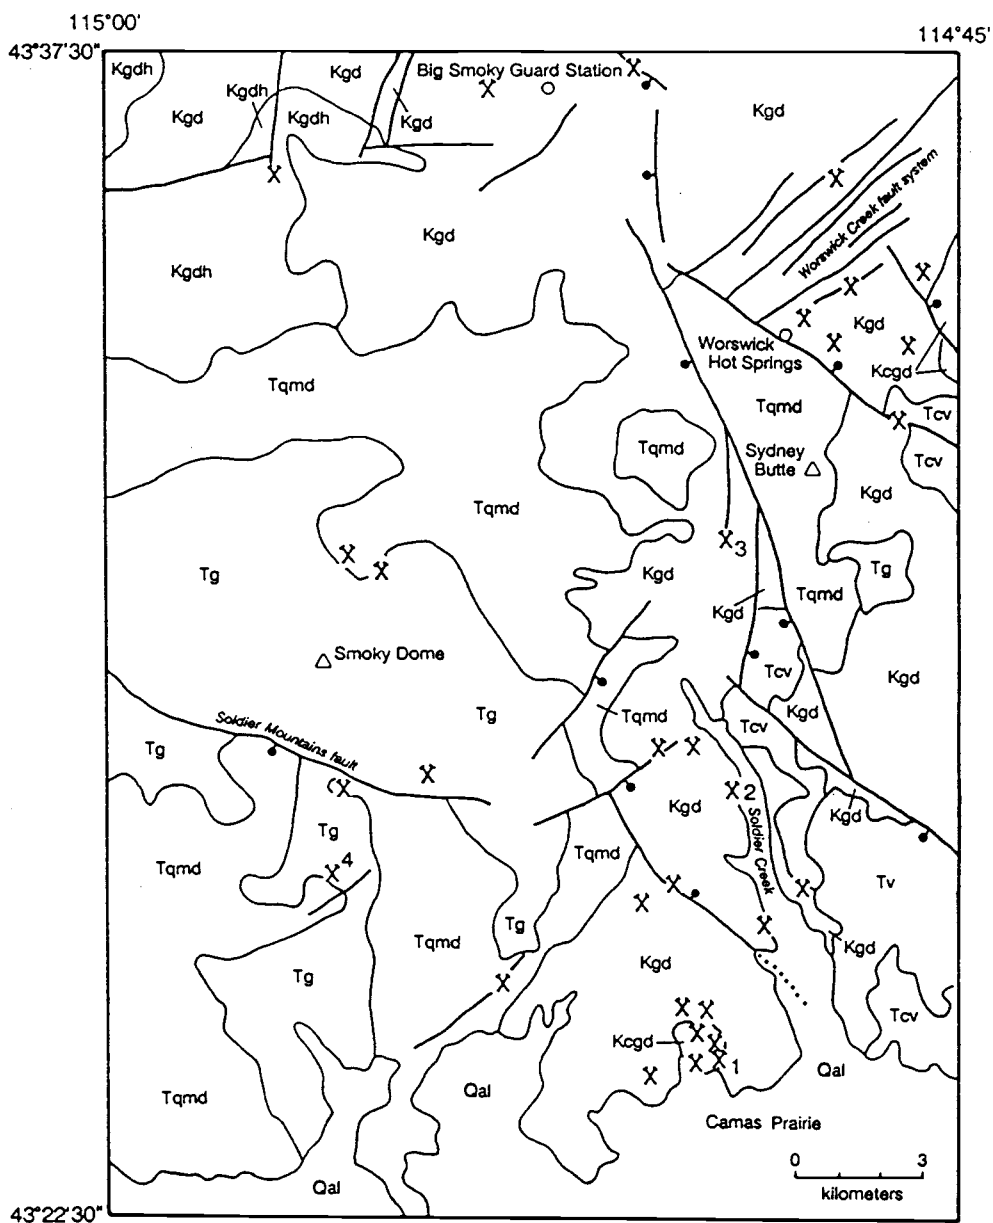 115°00'
114°45'
43°37'30"
Kgdh
Kgd
Big Smoky Guard Station
Kgdh
Kgd
Kgdh
Kgd
Kgd
Worswick Creek fault system
Kgd
Kgdh
Kgd
Worswick
Hot Springs
Kcgd
Tqmd
Tqmd
Tcv
Tqmd
Sydney
Butte
Tcv
Kgd
Tqmd
3
Tg
Kgd
Tg
Kgd
Tqmd
Smoky Dome
Tcv
Kgd
Tg
Tqmd
Kgd
Tcv
Soldier Mountains fault
Tg
2
Kgd
Kgd
Tg
Soldier Creek
Tqmd
4
Tqmd
Tv
Tg
Tqmd
Kgd
Kgd
Tg
Tcv
Kcgd
1
Qal
Qal
Tqmd
Camas Prairie
0 3
kilometers
Qal
43°22'30"